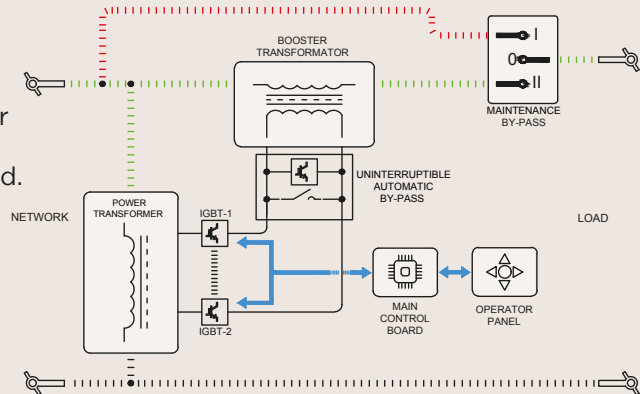 BOOSTER
TRANSFORMATOR
I
0
II
MAINTENANCE
BY-PASS
r
d.
UNINTERRUPTIBLE
AUTOMATIC
BY-PASS
NETWORK
POWER
TRANSFORMER
IGBT-1
LOAD
IGBT-2
MAIN
CONTROL
BOARD
OPERATOR
PANEL